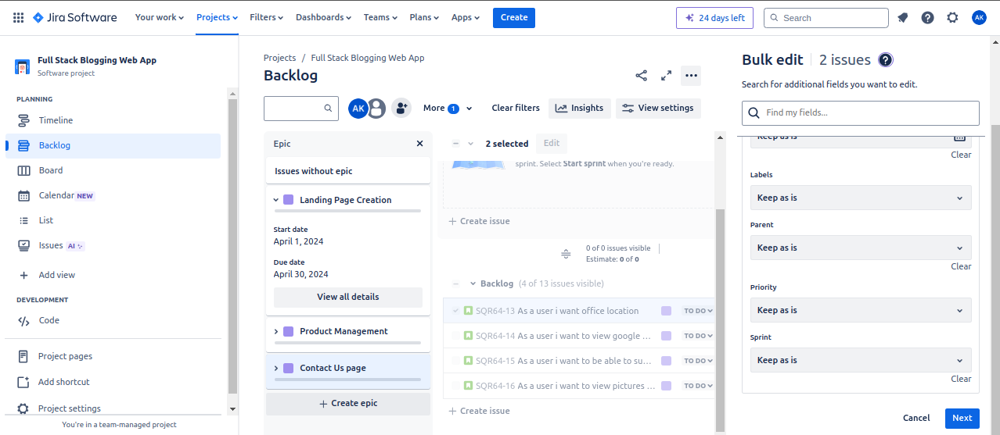 Jira Software
Your work
Projects
Filters
Dashboards
Teams
Plans
Apps
Create
24 days left
Search
AK
Full Stack Blogging Web App
Software project
PLANNING
Timeline
Backlog
Board
Calendar NEW
List
Issues AI
Add view
DEVELOPMENT
Code
Project pages
Add shortcut
Project settings
You're in a team-managed project
Projects / Full Stack Blogging Web App
Backlog
AK
More 1
Clear filters
Insights
View settings
Epic
Issues without epic
Landing Page Creation
Start date
April 1, 2024
Due date
April 30, 2024
View all details
Product Management
Contact Us page
+ Create epic
2 selected
Edit
sprint. Select Start sprint when you're ready.
+ Create issue
0 of 0 issues visible
Estimate: 0 of 0
Backlog (4 of 13 issues visible)
SQR64-13 As a user i want office location TO DO
SQR64-14 As a user i want to view google ... TO DO
SQR64-15 As a user i want to be able to su... TO DO
SQR64-16 As a user i want to view pictures ... TO DO
+ Create issue
Bulk edit | 2 issues ?
Search for additional fields you want to edit.
Find my fields...
Keep as is
Clear
Labels
Keep as is
Parent
Keep as is
Clear
Priority
Keep as is
Sprint
Keep as is
Clear
Cancel
Next